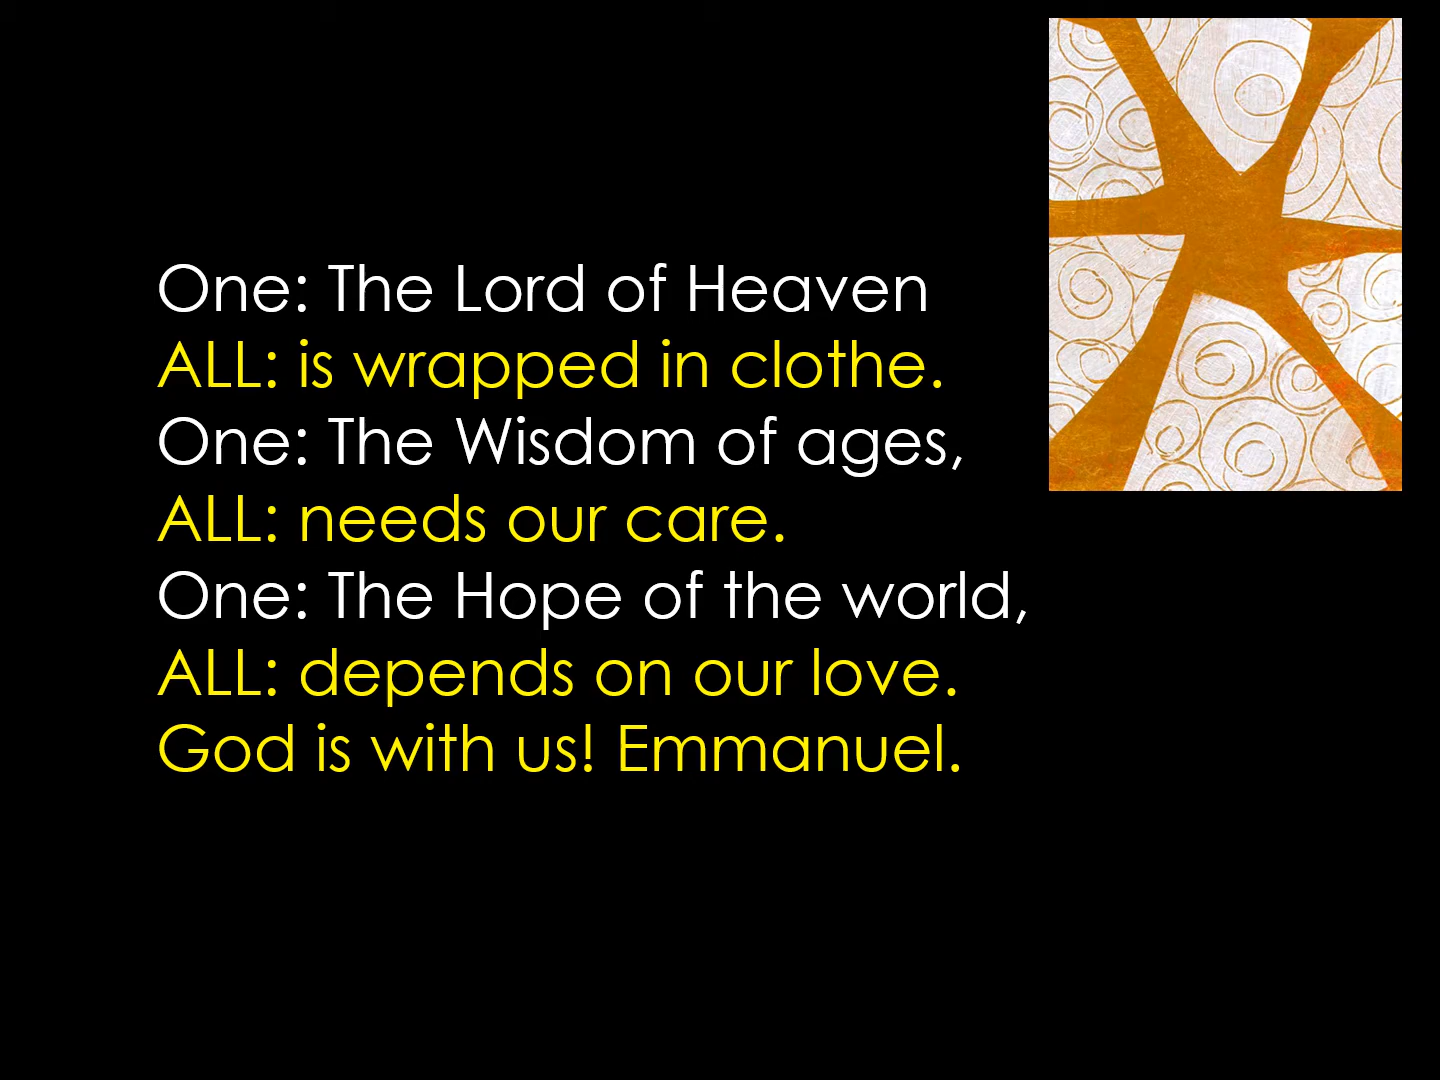 One: The Lord of Heaven
ALL: is wrapped in clothe.
One: The Wisdom of ages,
ALL: needs our care.
One: The Hope of the world,
ALL: depends on our love.
God is with us! Emmanuel.